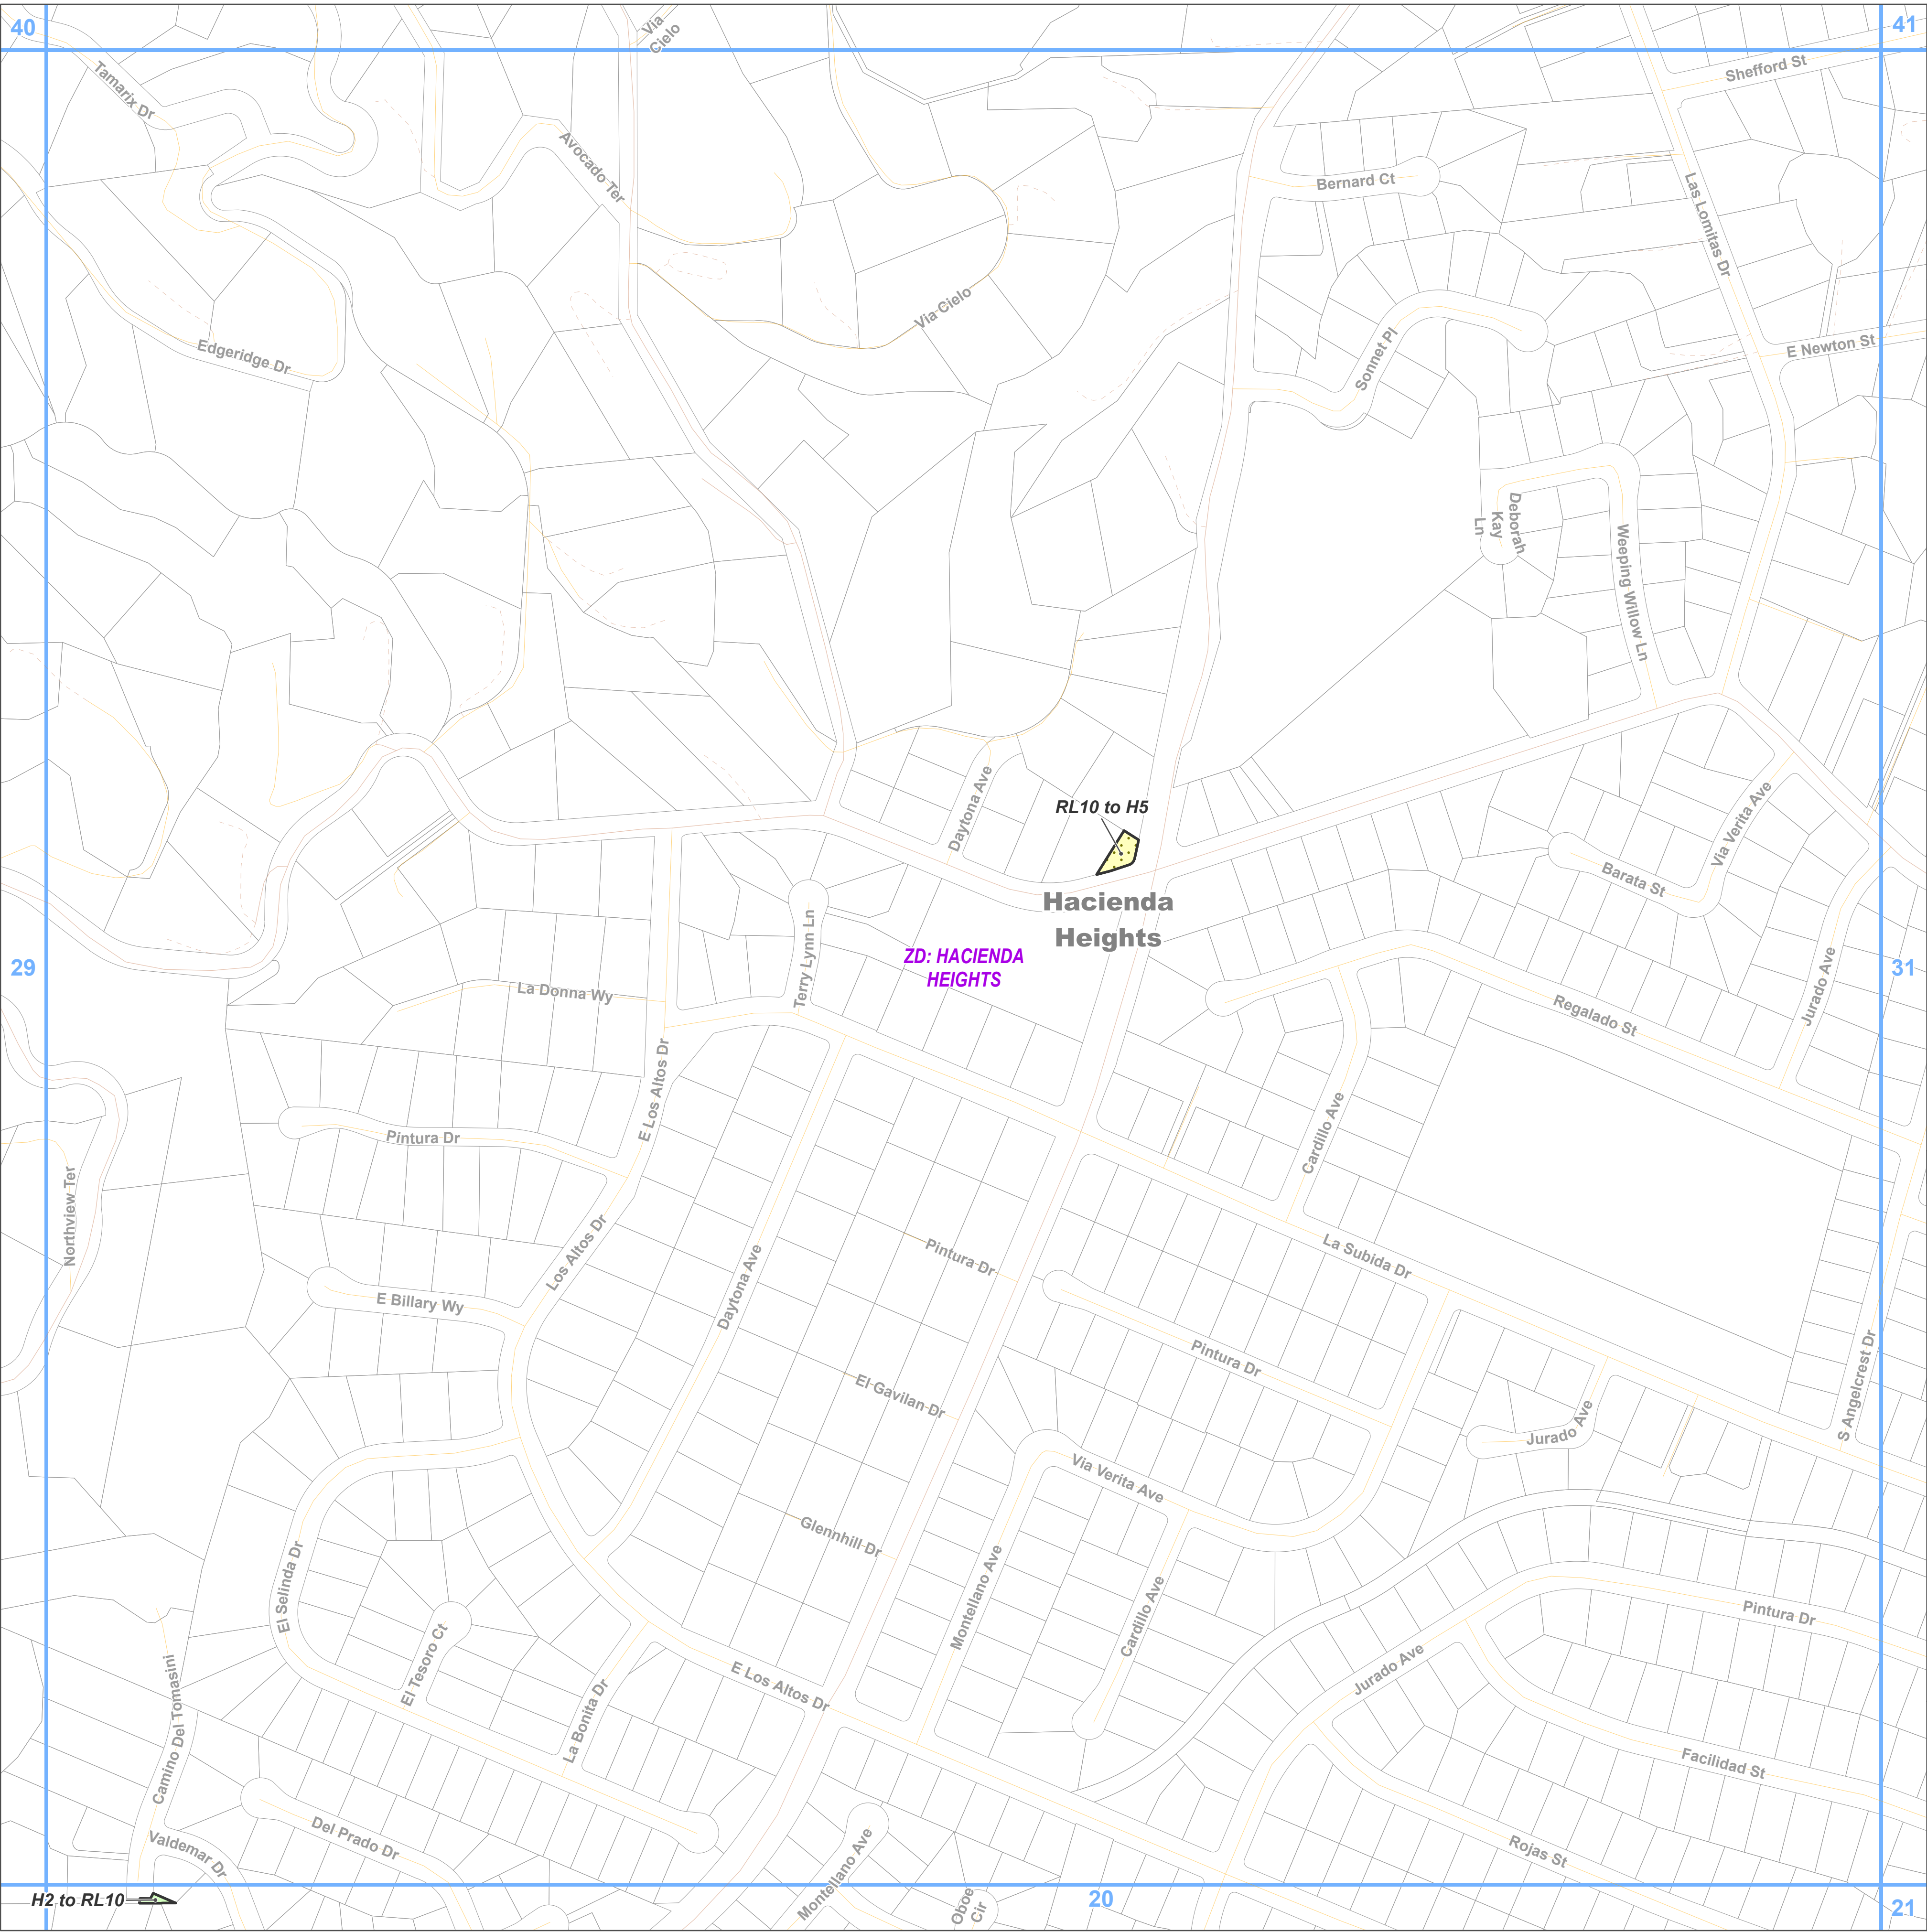 40
Via
Cielo
41
Shefford St
Tamarix Dr
Avocado Ter
Bernard Ct
Las Lomitas Dr
Via Cielo
Edgeridge Dr
Sonnet Pl
E Newton St
Deborah
Kay
Ln
Weeping Willow Ln
Daytona Ave
RL10 to H5
Via Verita Ave
Barata St
Hacienda
Heights
ZD: HACIENDA
HEIGHTS
Terry Lynn Ln
29
31
La Donna Wy
Regalado St
Jurado Ave
E Los Altos Dr
Pintura Dr
Cardillo Ave
Northview Ter
Los Altos Dr
Pintura Dr
La Subida Dr
Daytona Ave
E Billary Wy
Pintura Dr
El Gavilan Dr
S Angelcrest Dr
Jurado Ave
Via Verita Ave
Glennhill Dr
El Selinda Dr
Montellano Ave
Cardillo Ave
Pintura Dr
El Tesoro Ct
Jurado Ave
E Los Altos Dr
La Bonita Dr
Camino Del Tomasini
Facilidad St
Del Prado Dr
Valdemar Dr
Rojas St
Montellano Ave
H2 to RL10
Oboe
Cir
20
21